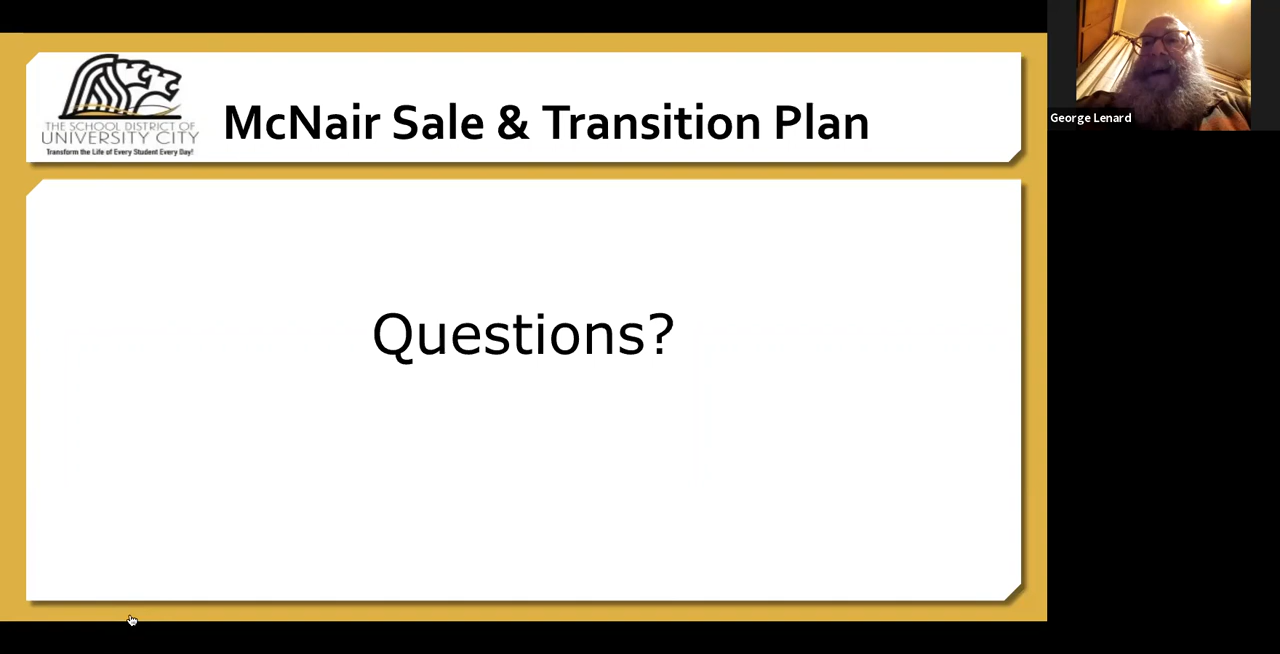 THE SCHOOL DISTRICT OF
UNIVERSITY CITY
Transform the Life of Every Student Every Day!
McNair Sale & Transition Plan
Questions?
George Lenard